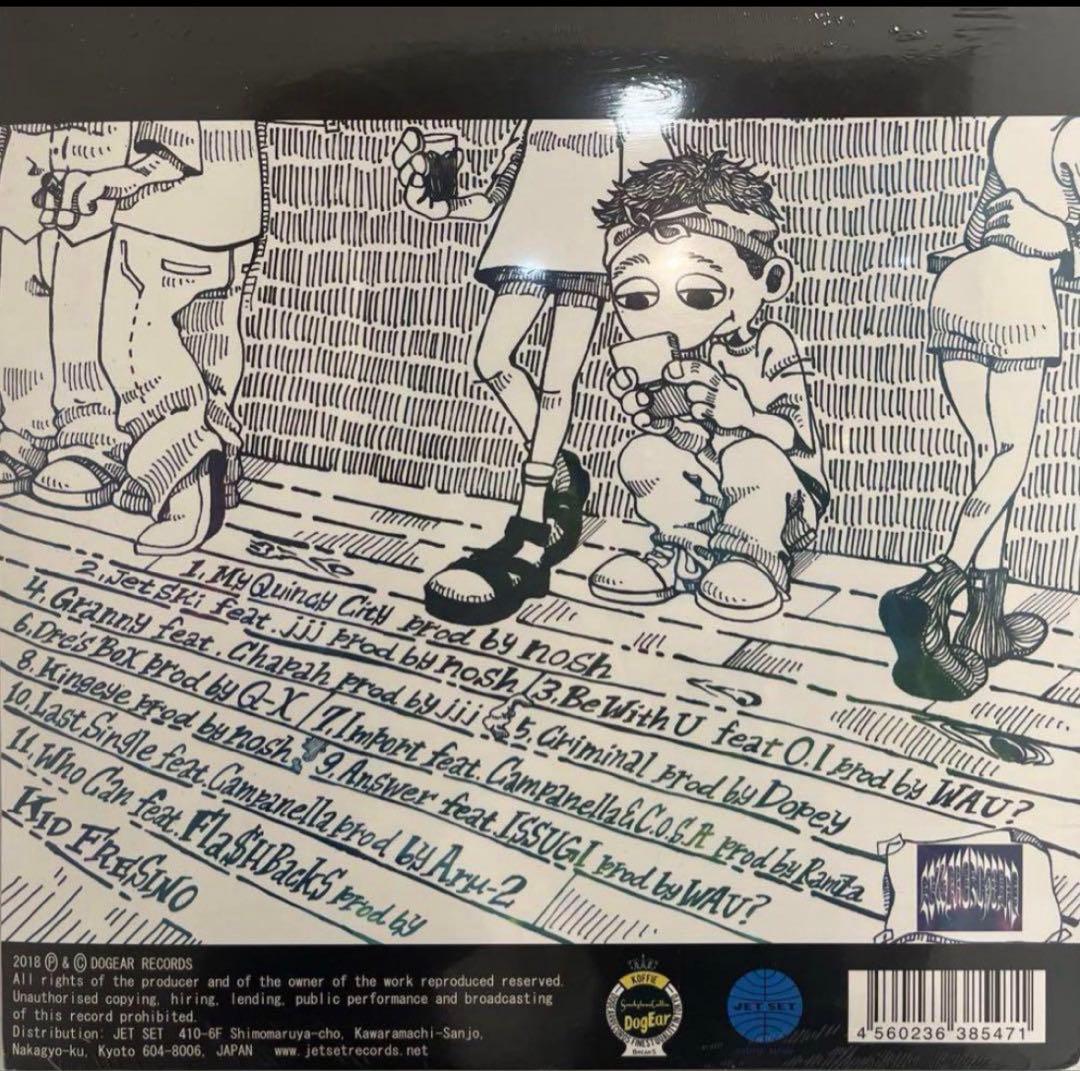 1. My Quincy City prod by nosh
2. Jet Ski feat. jjj prod by nosh / 3. Be With U feat O.I prod by WAU?
4. Granny feat. Chapah prod by jjj 5. Criminal prod by Dopey
6. Dre's Box prod by Q-X / 7. Import feat. Campanella & C.O.S.A prod by Ramza
8. Kingeye prod by nosh 9. Answer feat. ISSUGI prod by WAU?
10. Last Single feat. Campanella prod by Aru-2
11. Who Can feat. Fla$hBackS prod by
KID FRESINO
2018 Ⓟ & Ⓒ DOGEAR RECORDS
All rights of the producer and of the owner of the work reproduced reserved.
Unauthorised copying, hiring, lending, public performance and broadcasting
of this record prohibited.
Distribution: JET SET 410-6F Shimomaruya-cho, Kawaramachi-Sanjo,
Nakagyo-ku, Kyoto 604-8006, JAPAN www.jetsetrecords.net
KOFFIE
DogEar
BREAKS
JET SET
4 560236 385471